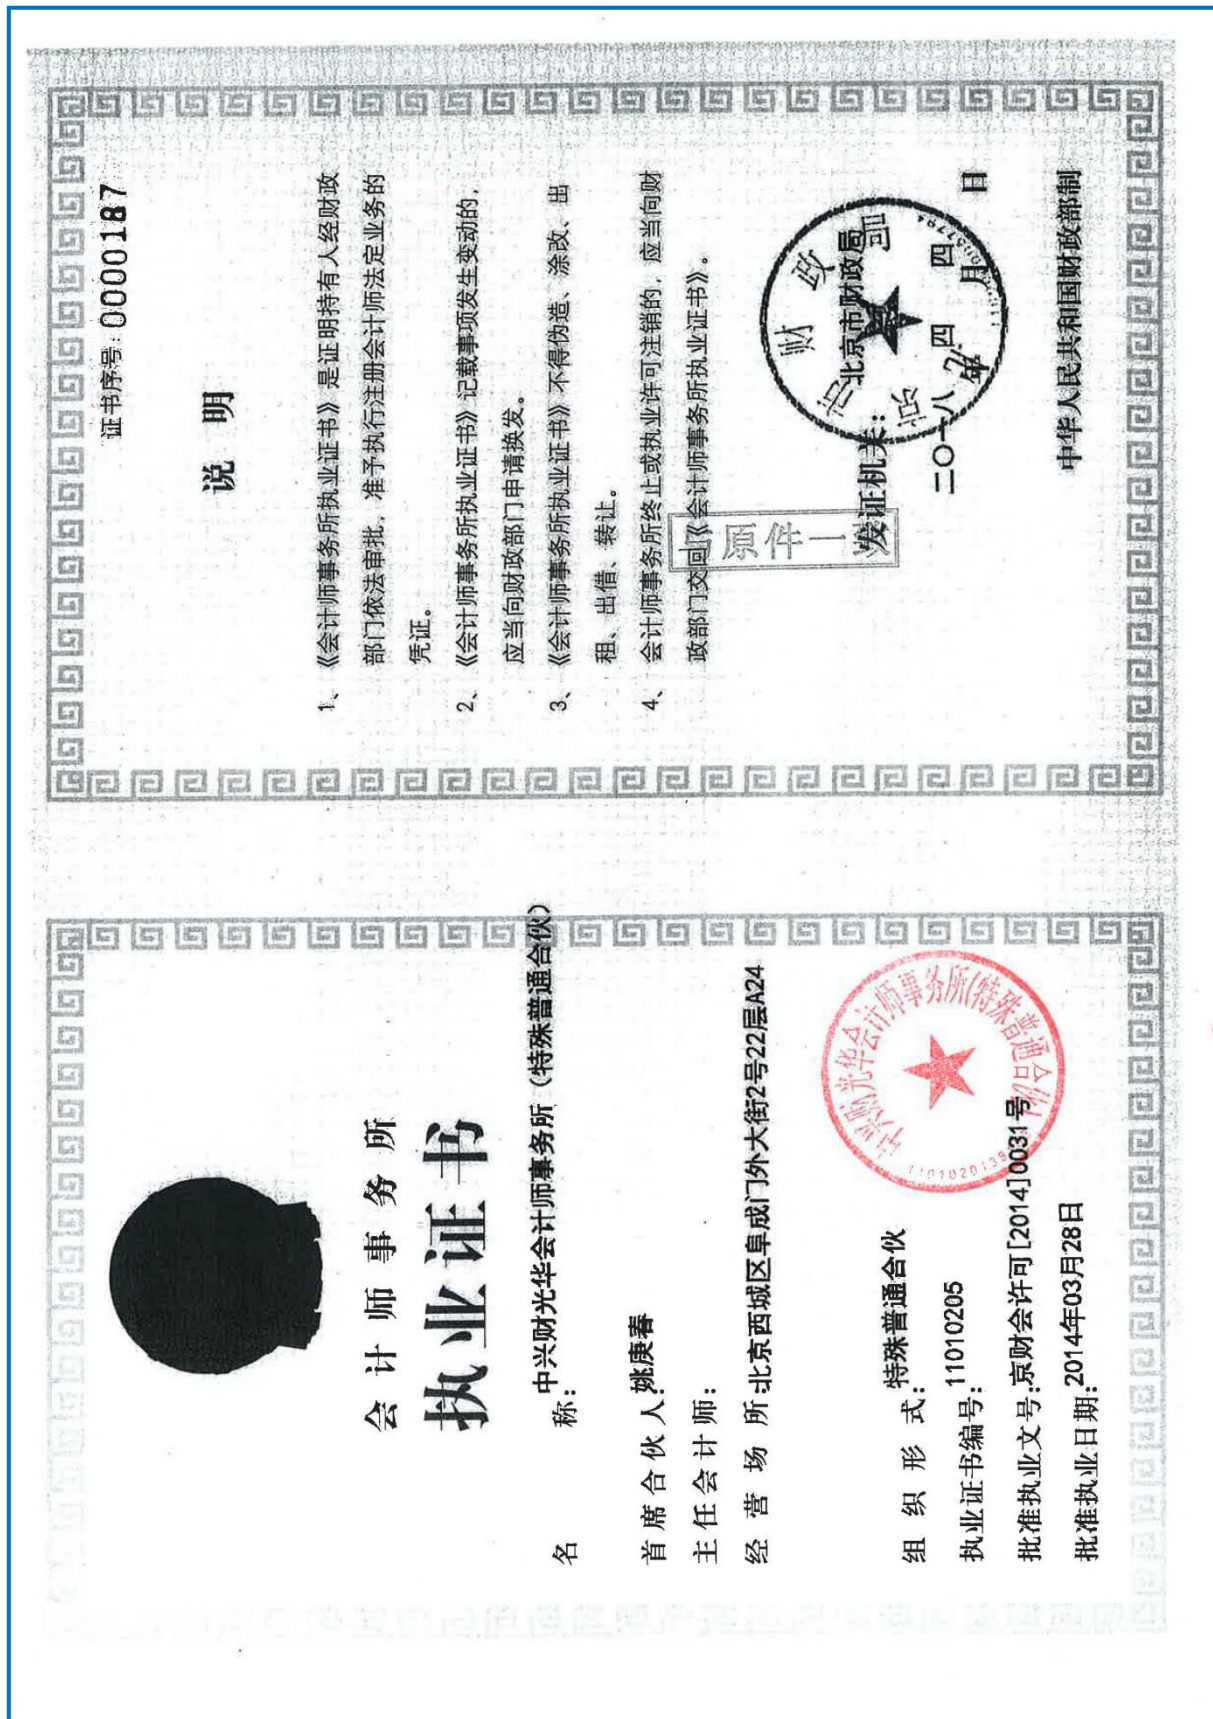 会计师事务所
执业证书
名称：中兴财光华会计师事务所（特殊普通合伙）
首席合伙人：姚庚春
主任会计师：
经营场所：北京西城区阜成门外大街2号22层A24
组织形式：特殊普通合伙
执业证书编号：11010205
批准执业文号：京财会许可[2014]0031号
批准执业日期：2014年03月28日
中兴财光华会计师事务所(特殊普通合伙)
证书序号：0000187
说明
1、《会计师事务所执业证书》是证明持有人经财政
部门依法审批，准予执行注册会计师法定业务的
凭证。
2、《会计师事务所执业证书》记载事项发生变动的，
应当向财政部门申请换发。
3、《会计师事务所执业证书》不得伪造、涂改、出
租、出借、转让。
4、会计师事务所终止或执业许可注销的，应当向财
政部门交回《会计师事务所执业证书》。
原件一
发证机关：北京市财政局
二〇一八年 月 日
中华人民共和国财政部制